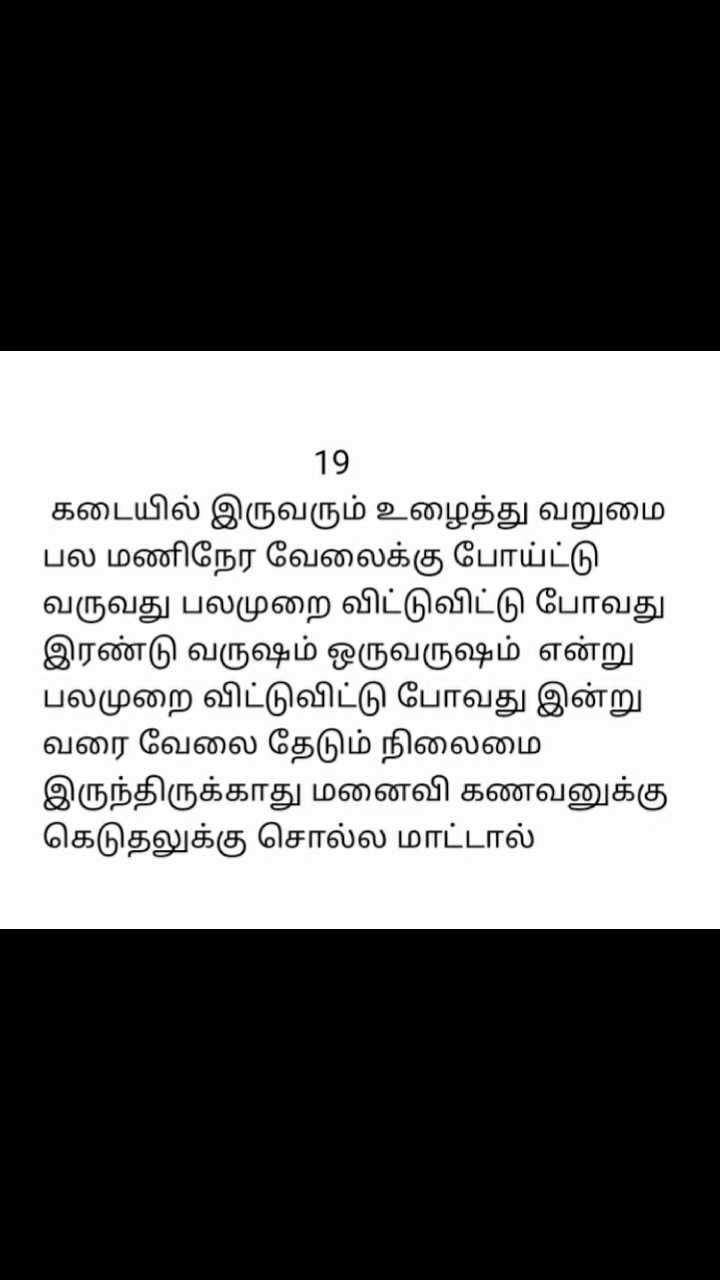 19
கடையில் இருவரும் உழைத்து வறுமை
பல மணிநேர வேலைக்கு போய்ட்டு
வருவது பலமுறை விட்டுவிட்டு போவது
இரண்டு வருஷம் ஒருவருஷம் என்று
பலமுறை விட்டுவிட்டு போவது இன்று
வரை வேலை தேடும் நிலைமை
இருந்திருக்காது மனைவி கணவனுக்கு
கெடுதலுக்கு சொல்ல மாட்டால்